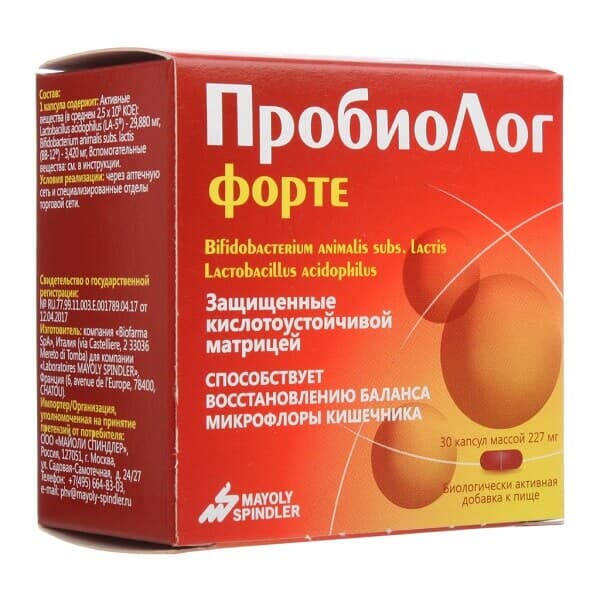 Состав:
1 капсула содержит: Активные
вещества (в среднем 2,5 x 10⁹ КОЕ):
Lactobacillus acidophilus (LA-5®) - 29,880 мг,
Bifidobacterium animalis subs. lactis
(BB-12®) - 3,420 мг, Вспомогательные
вещества: см. в инструкции.
Условия реализации: через аптечную
сеть и специализированные отделы
торговой сети.
Свидетельство о государственной
регистрации:
№ RU.77.99.11.003.E.001789.04.17 от
12.04.2017
Изготовитель: компания «Biofarma
SpA», Италия (via Castelliere, 2 33036
Mereto di Tomba) для компании
«Laboratoires MAYOLY SPINDLER»,
Франция (6, avenue de l'Europe, 78400,
CHATOU).
Импортер/Организация,
уполномоченная на принятие
претензий от потребителя:
ООО «МАЙОЛИ СПИНДЛЕР»,
Россия, 127051, г. Москва,
ул. Садовая-Самотечная, д. 24/27
Телефон: +7(495) 664-83-03,
e-mail: phv@mayoly-spindler.com
ПробиоЛог
форте
Bifidobacterium animalis subs. lactis
Lactobacillus acidophilus
Защищенные
кислотоустойчивой
матрицей
СПОСОБСТВУЕТ
ВОССТАНОВЛЕНИЮ БАЛАНСА
МИКРОФЛОРЫ КИШЕЧНИКА
30 капсул массой 227 мг
MAYOLY
SPINDLER
Биологически активная
добавка к пище